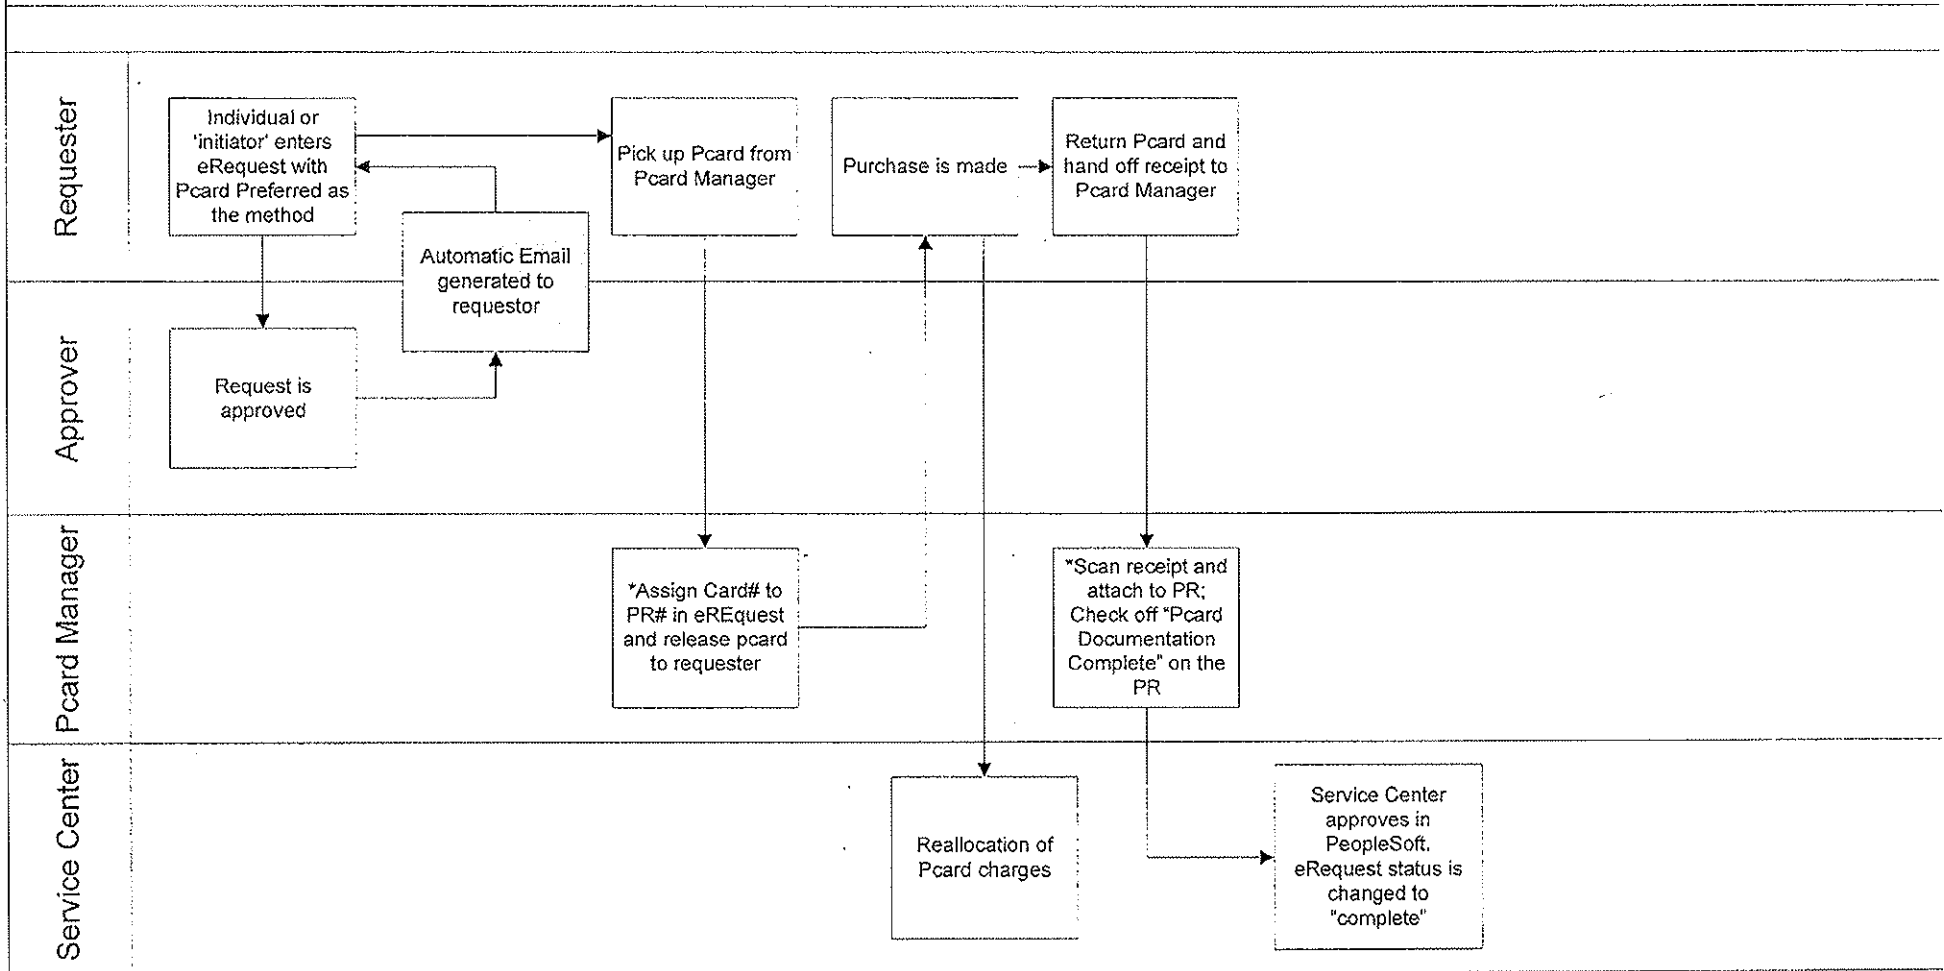 Requester
Individual or
'initiator' enters
eRequest with
Pcard Preferred as
the method
Automatic Email
generated to
requestor
Pick up Pcard from
Pcard Manager
Purchase is made
Return Pcard and
hand off receipt to
Pcard Manager
Approver
Request is
approved
Pcard Manager
*Assign Card# to
PR# in eREquest
and release pcard
to requester
*Scan receipt and
attach to PR;
Check off "Pcard
Documentation
Complete" on the
PR
Service Center
Reallocation of
Pcard charges
Service Center
approves in
PeopleSoft.
eRequest status is
changed to
"complete"